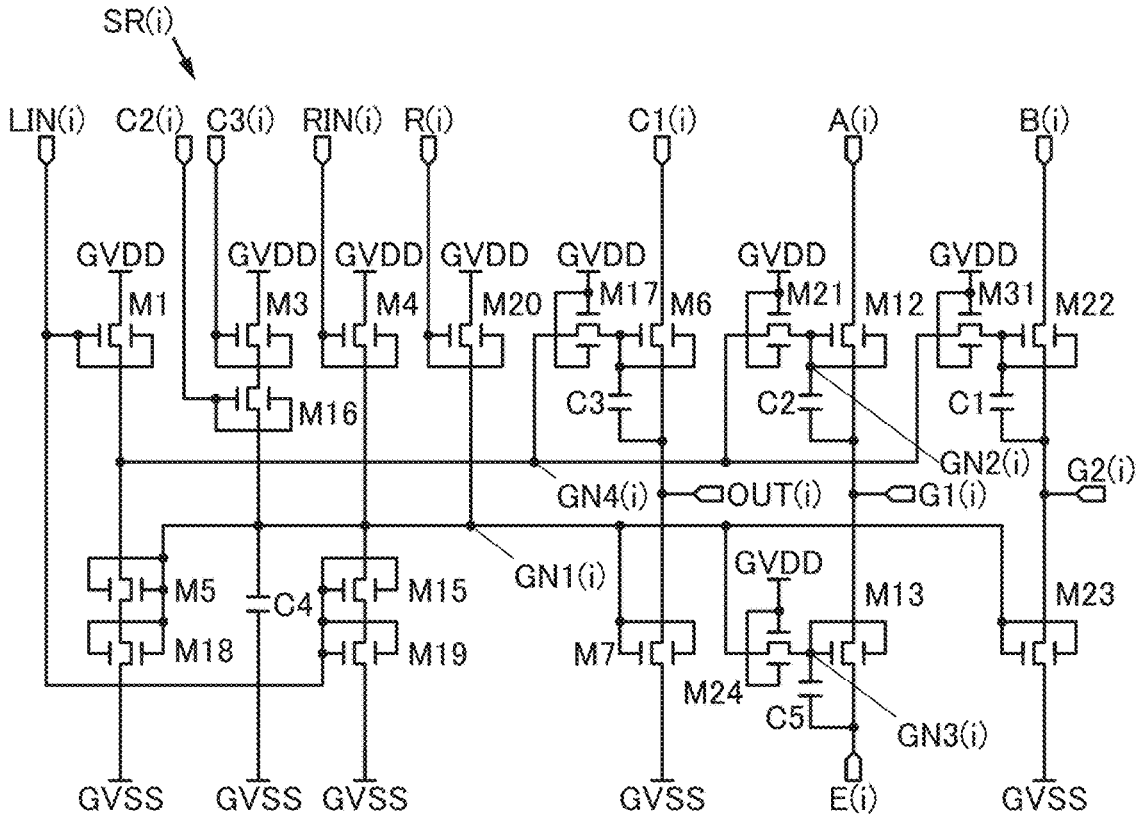 SR(i)
LIN(i) C2(i) C3(i) RIN(i) R(i) C1(i) A(i) B(i)
GVDD GVDD GVDD GVDD GVDD GVDD GVDD
M1 M3 M4 M20 M17 M6 M21 M12 M31 M22
M16 C3 C2 C1
GN4(i) OUT(i) GN2(i) G1(i) G2(i)
GN1(i) GVDD
M5 C4 M15 M13 M23
M18 M19 M7 M24 C5 GN3(i)
GVSS GVSS GVSS GVSS E(i) GVSS